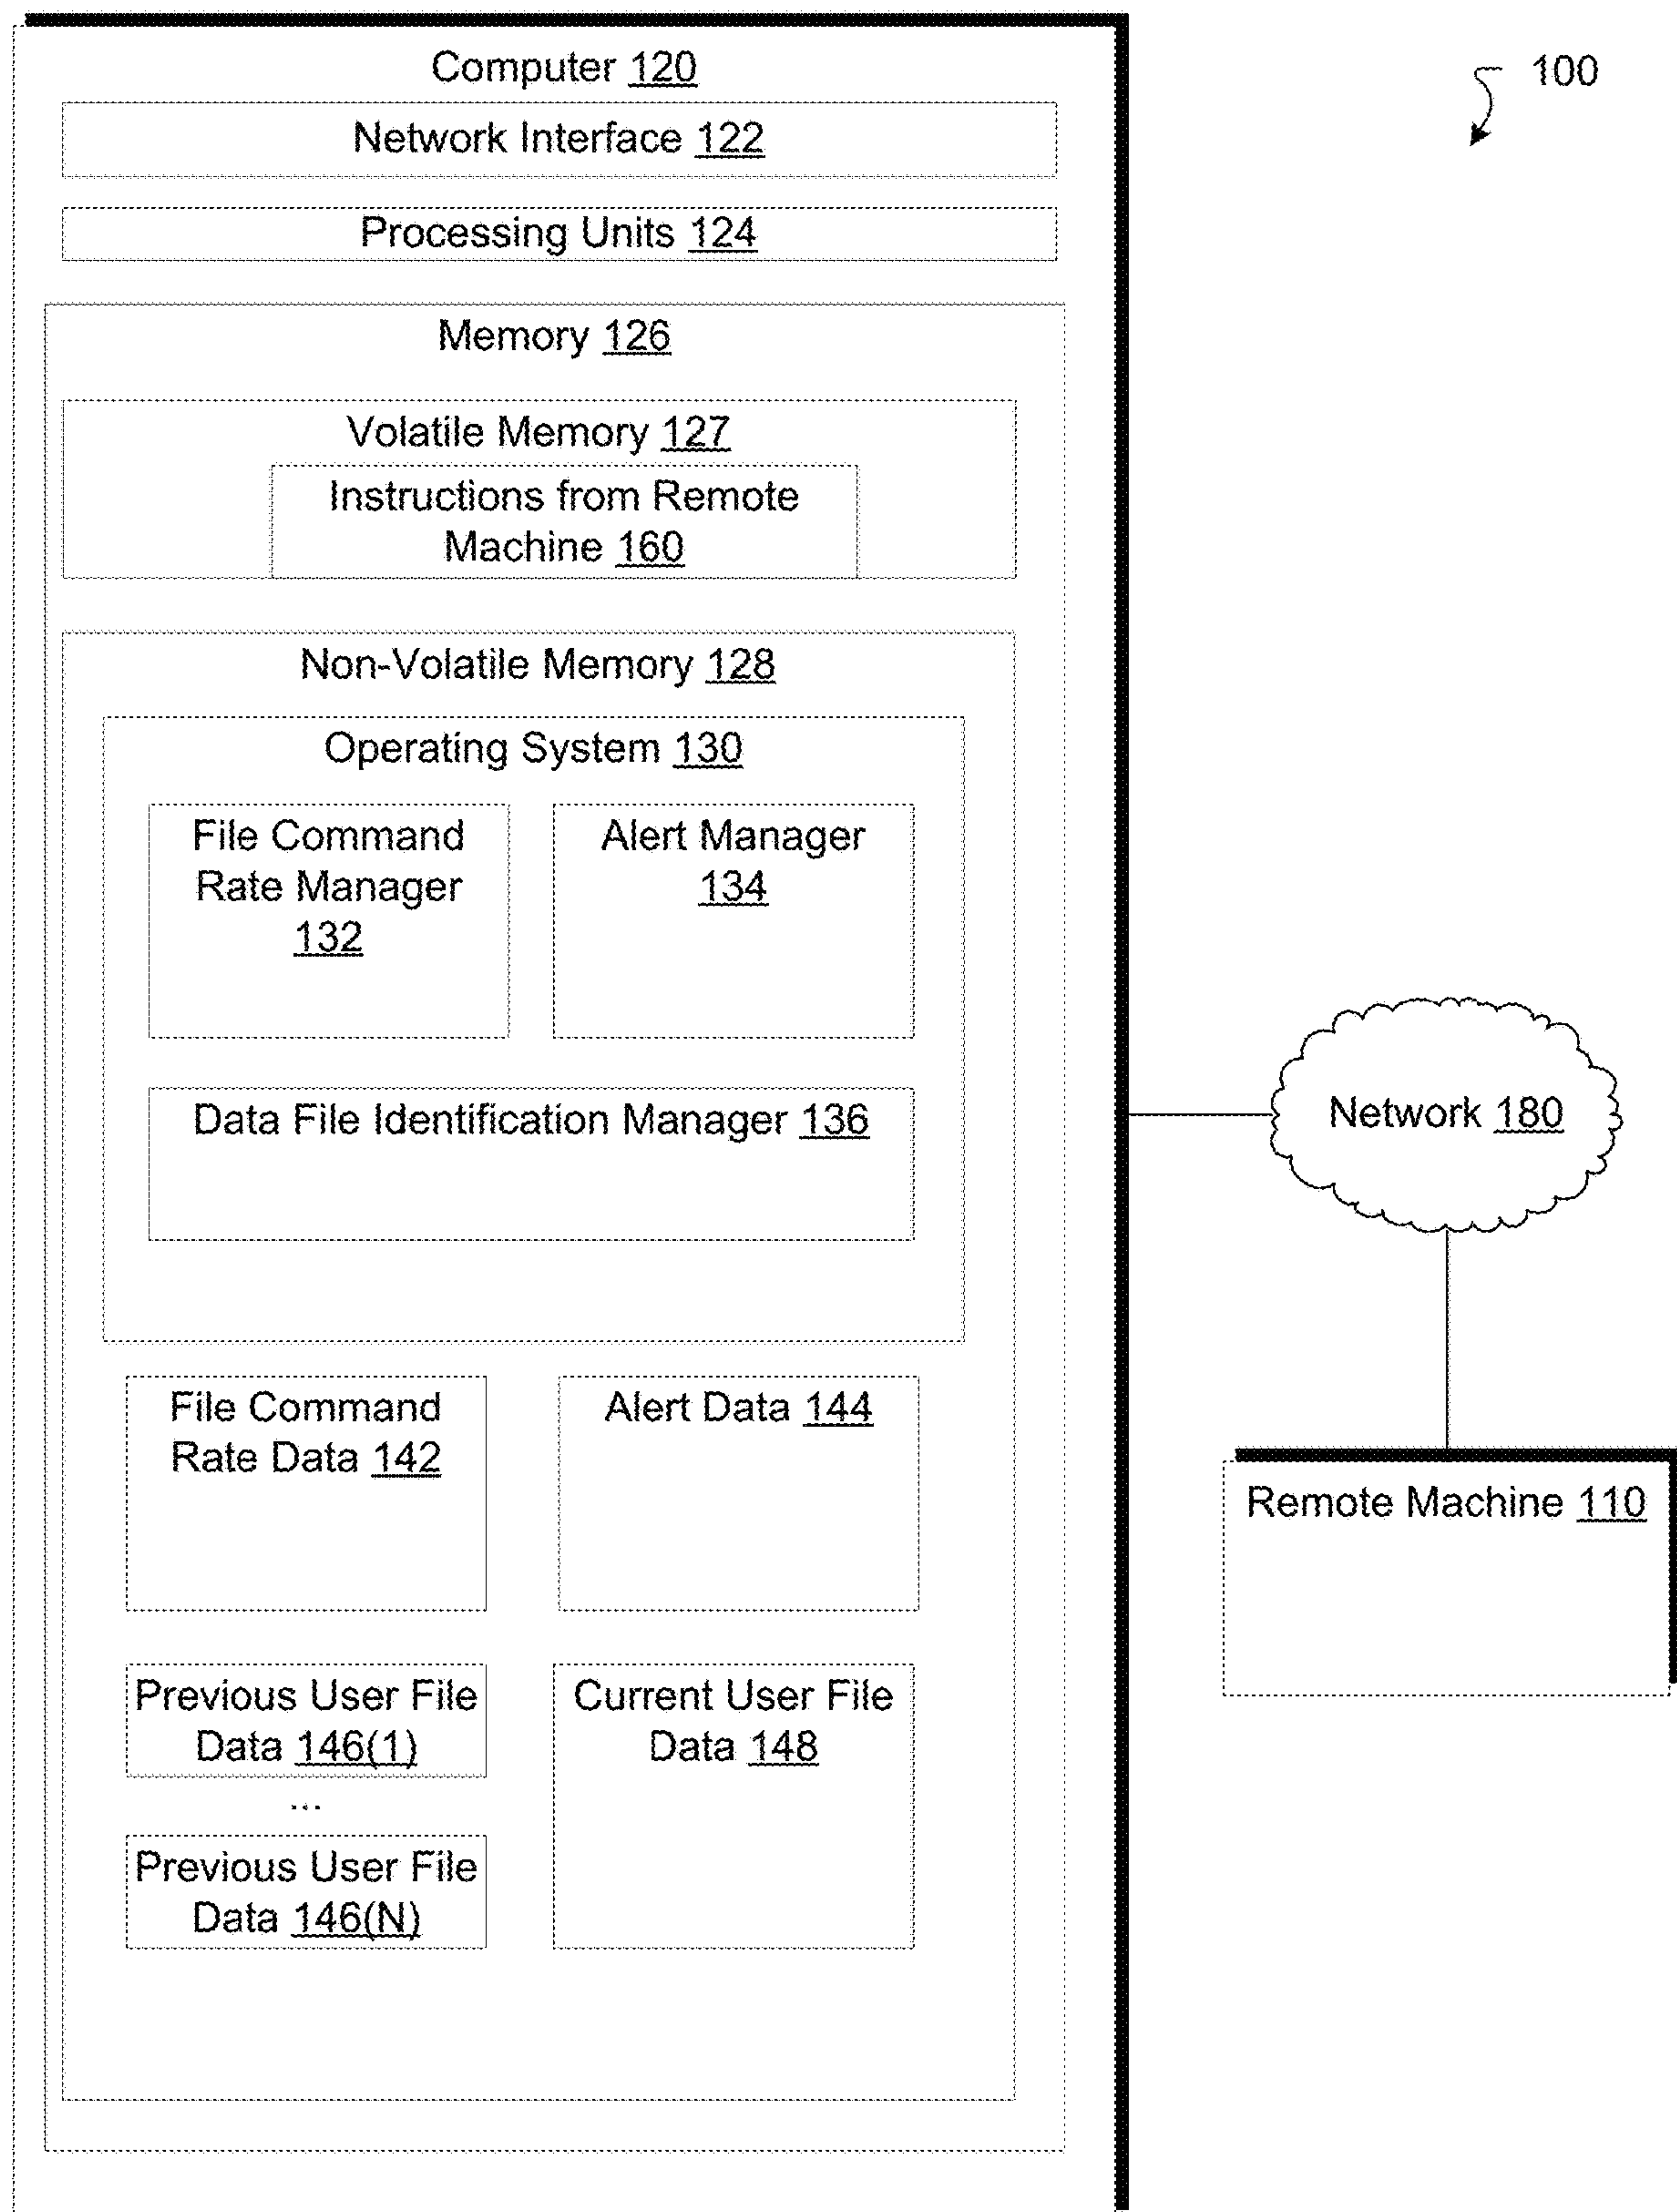 Computer 120
100
Network Interface 122
Processing Units 124
Memory 126
Volatile Memory 127
Instructions from Remote
Machine 160
Non-Volatile Memory 128
Operating System 130
File Command
Rate Manager
132
Alert Manager
134
Data File Identification Manager 136
File Command
Rate Data 142
Alert Data 144
Previous User File
Data 146(1)
...
Previous User File
Data 146(N)
Current User File
Data 148
Network 180
Remote Machine 110